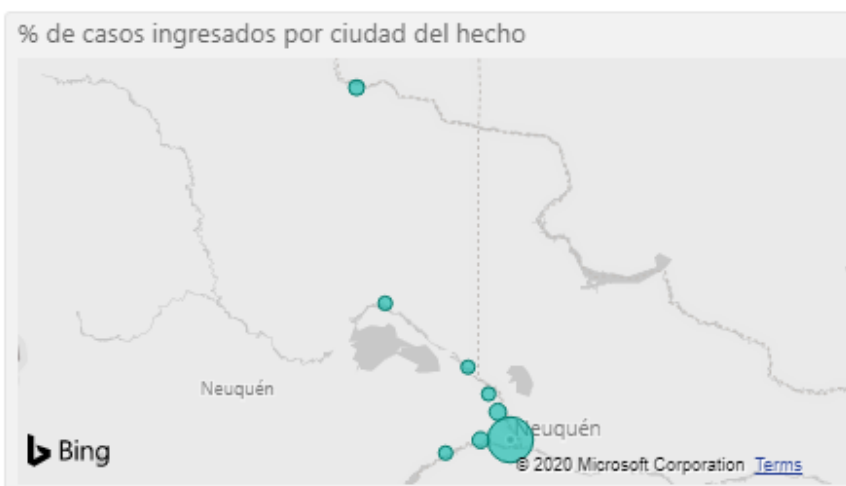 % de casos ingresados por ciudad del hecho
Neuquén
Neuquén
Bing
© 2020 Microsoft Corporation Terms